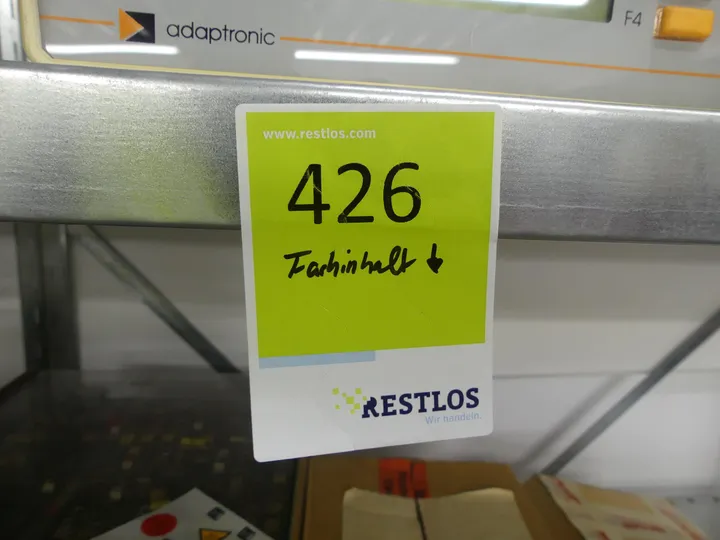 adaptronic
F4
www.restlos.com
426
Fachinhalt ↓
RESTLOS
Wir handeln.